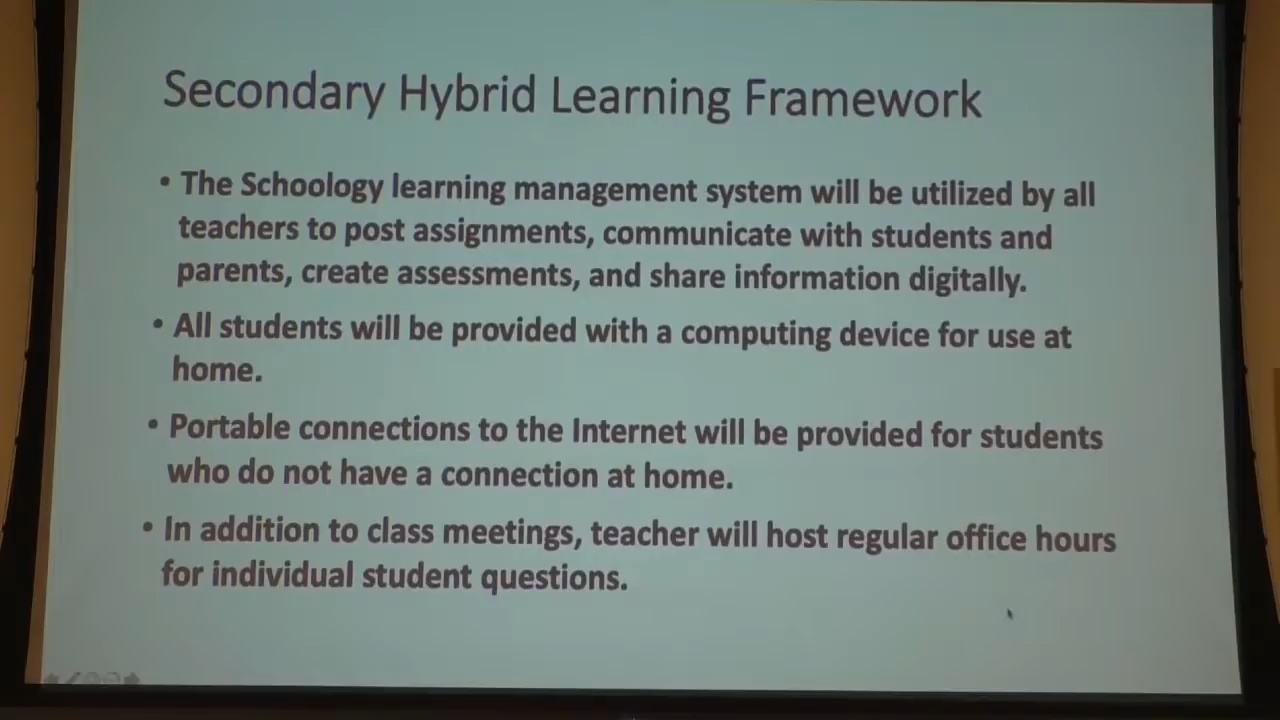 Secondary Hybrid Learning Framework
• The Schoology learning management system will be utilized by all
teachers to post assignments, communicate with students and
parents, create assessments, and share information digitally.
• All students will be provided with a computing device for use at
home.
• Portable connections to the Internet will be provided for students
who do not have a connection at home.
• In addition to class meetings, teacher will host regular office hours
for individual student questions.